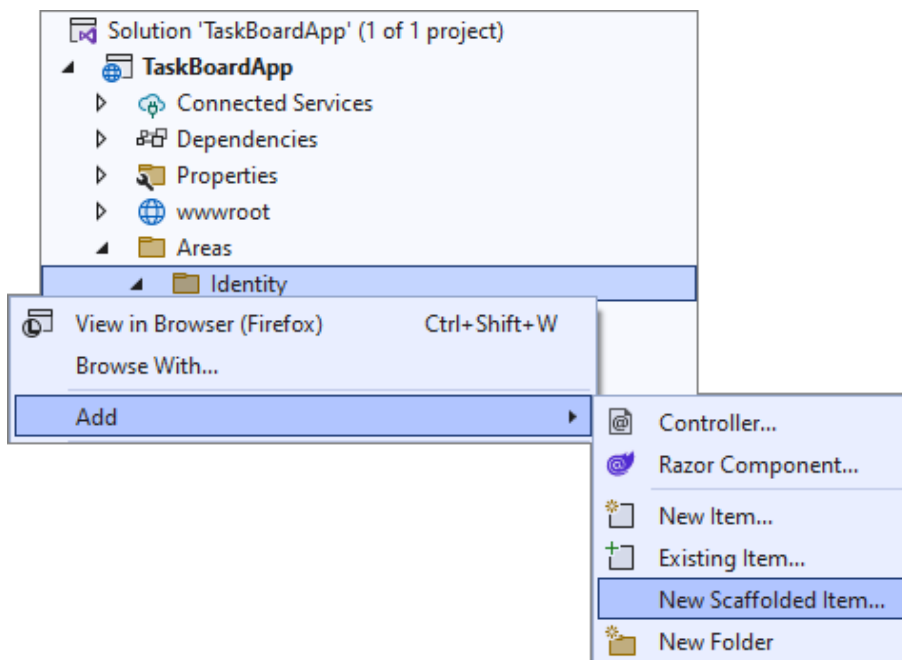 Solution 'TaskBoardApp' (1 of 1 project)
TaskBoardApp
Connected Services
Dependencies
Properties
wwwroot
Areas
Identity
View in Browser (Firefox) Ctrl+Shift+W
Browse With...
Add
Controller...
Razor Component...
New Item...
Existing Item...
New Scaffolded Item...
New Folder